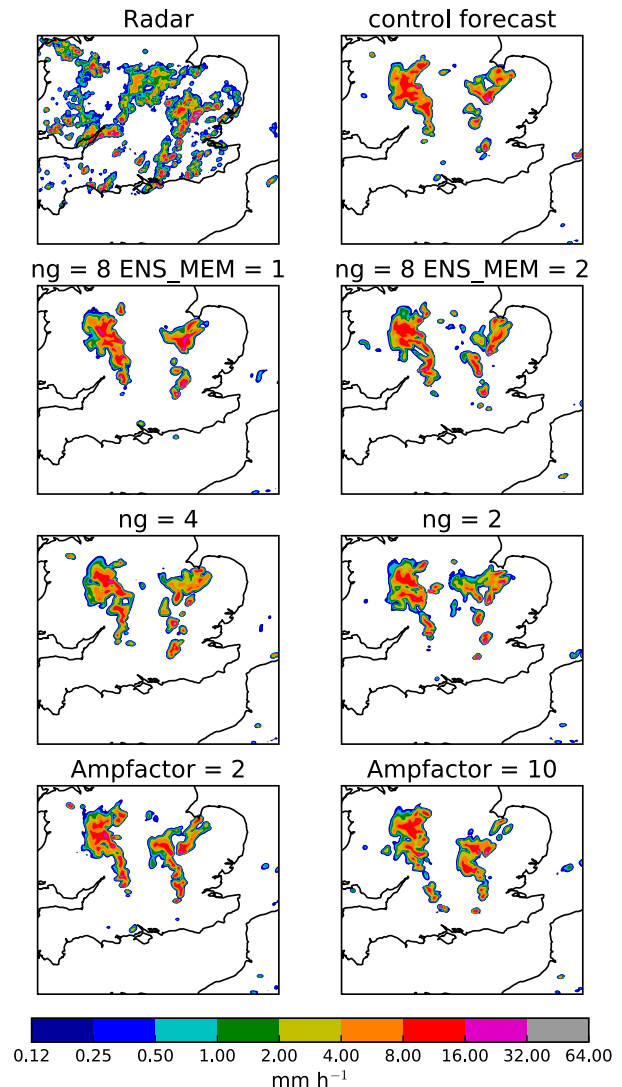 Radar
control forecast
ng = 8 ENS_MEM = 1
ng = 8 ENS_MEM = 2
ng = 4
ng = 2
Ampfactor = 2
Ampfactor = 10
0.12 0.25 0.50 1.00 2.00 4.00 8.00 16.00 32.00 64.00
mm h⁻¹